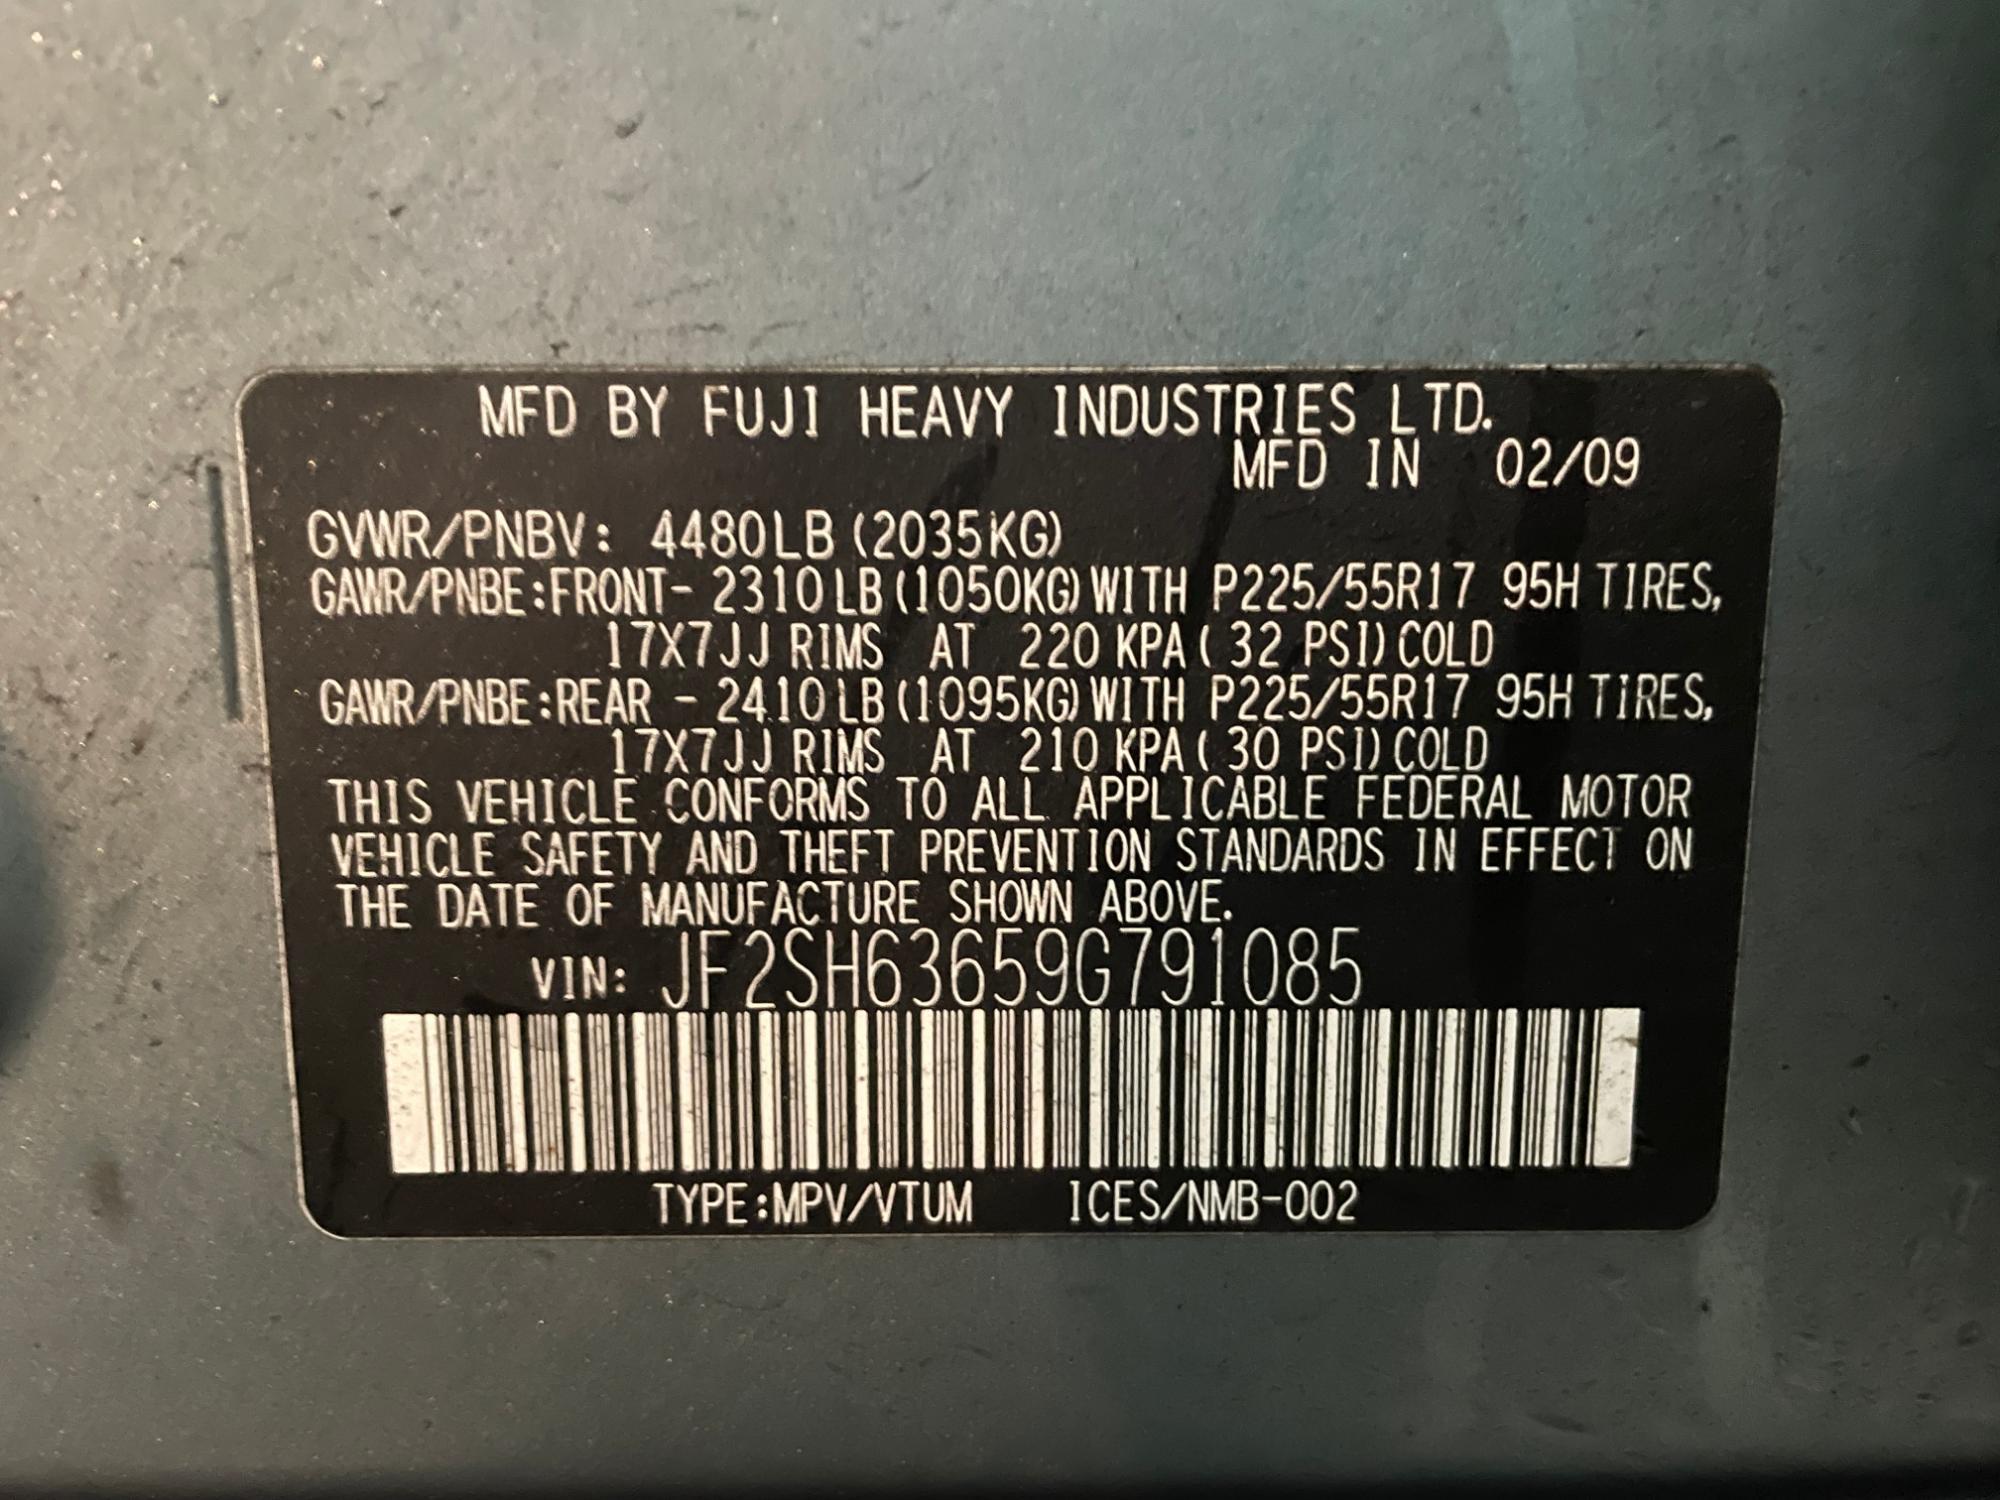 MFD BY FUJI HEAVY INDUSTRIES LTD.
MFD IN 02/09
GVWR/PNBV: 4480LB (2035KG)
GAWR/PNBE:FRONT- 2310LB(1050KG)WITH P225/55R17 95H TIRES,
17X7JJ RIMS AT 220 KPA( 32 PSI)COLD
GAWR/PNBE:REAR - 2410LB(1095KG)WITH P225/55R17 95H TIRES,
17X7JJ RIMS AT 210 KPA( 30 PSI)COLD
THIS VEHICLE CONFORMS TO ALL APPLICABLE FEDERAL MOTOR
VEHICLE SAFETY AND THEFT PREVENTION STANDARDS IN EFFECT ON
THE DATE OF MANUFACTURE SHOWN ABOVE.
VIN: JF2SH63659G791085
TYPE:MPV/VTUM ICES/NMB-002